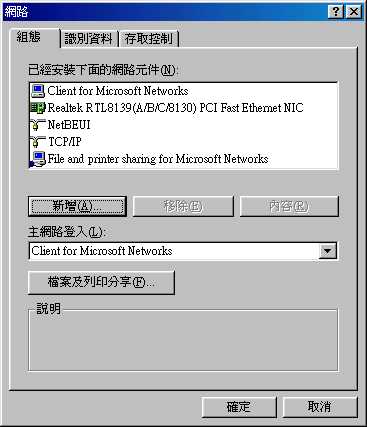 網路
組態
識別資料
存取控制
已經安裝下面的網路元件(N):
Client for Microsoft Networks
Realtek RTL8139(A/B/C/8130) PCI Fast Ethernet NIC
NetBEUI
TCP/IP
File and printer sharing for Microsoft Networks
新增(A)...
移除(E)
內容(R)
主網路登入(L):
Client for Microsoft Networks
檔案及列印分享(F)...
說明
確定
取消